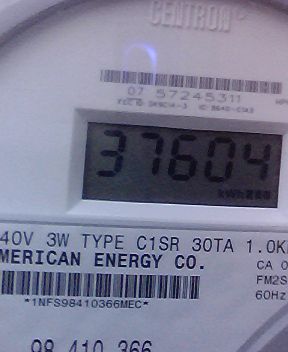 CENTRON
07 57245311
37604
kWh
40V 3W TYPE C1SR 30TA 1.0K
MERICAN ENERGY CO.
CA 0
FM2S
60Hz
*1NFS98410366MEC*
98 410 366